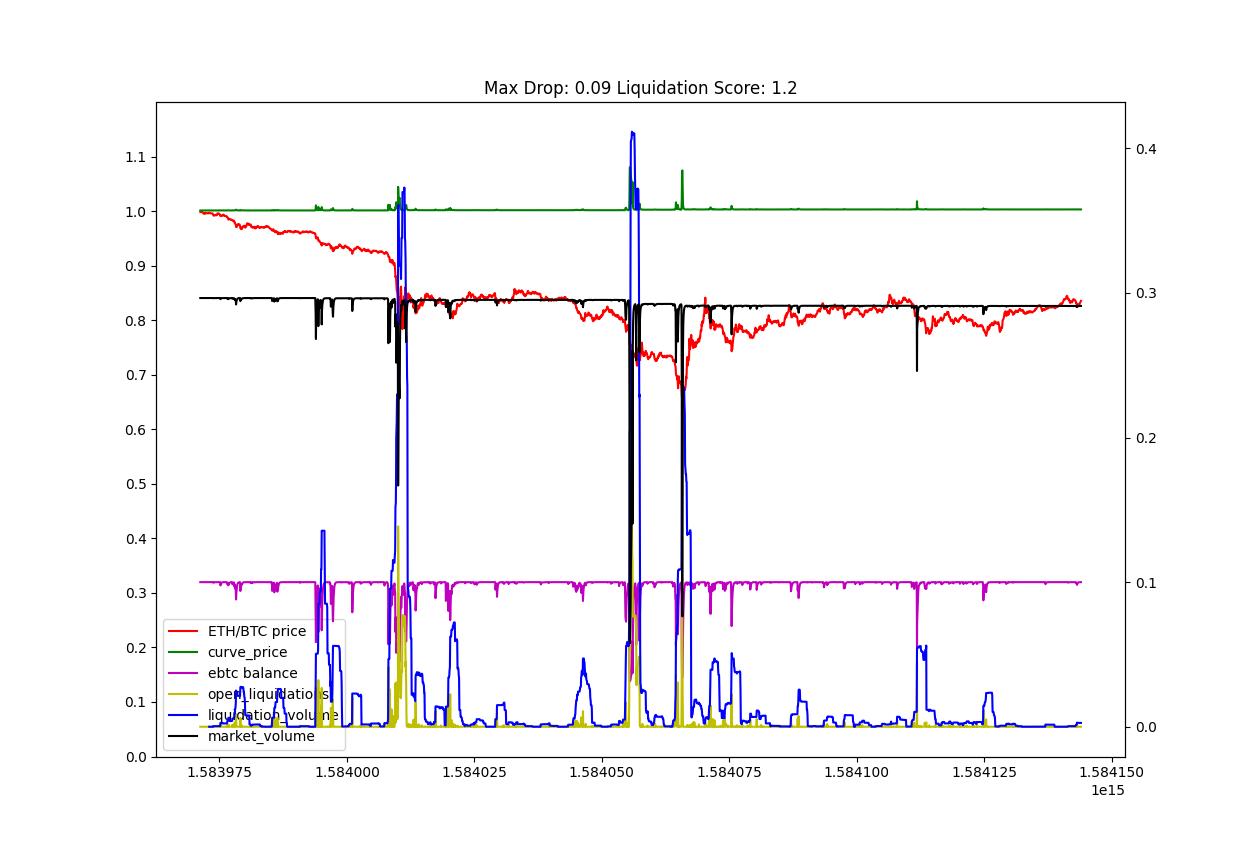 Max Drop: 0.09 Liquidation Score: 1.2
1.1
1.0
0.9
0.8
0.7
0.6
0.5
0.4
0.3
0.2
0.1
0.0
0.4
0.3
0.2
0.1
0.0
ETH/BTC price
curve_price
ebtc balance
open_liquidations
liquidation_volume
market_volume
1.583975 1.584000 1.584025 1.584050 1.584075 1.584100 1.584125 1.584150
1e15